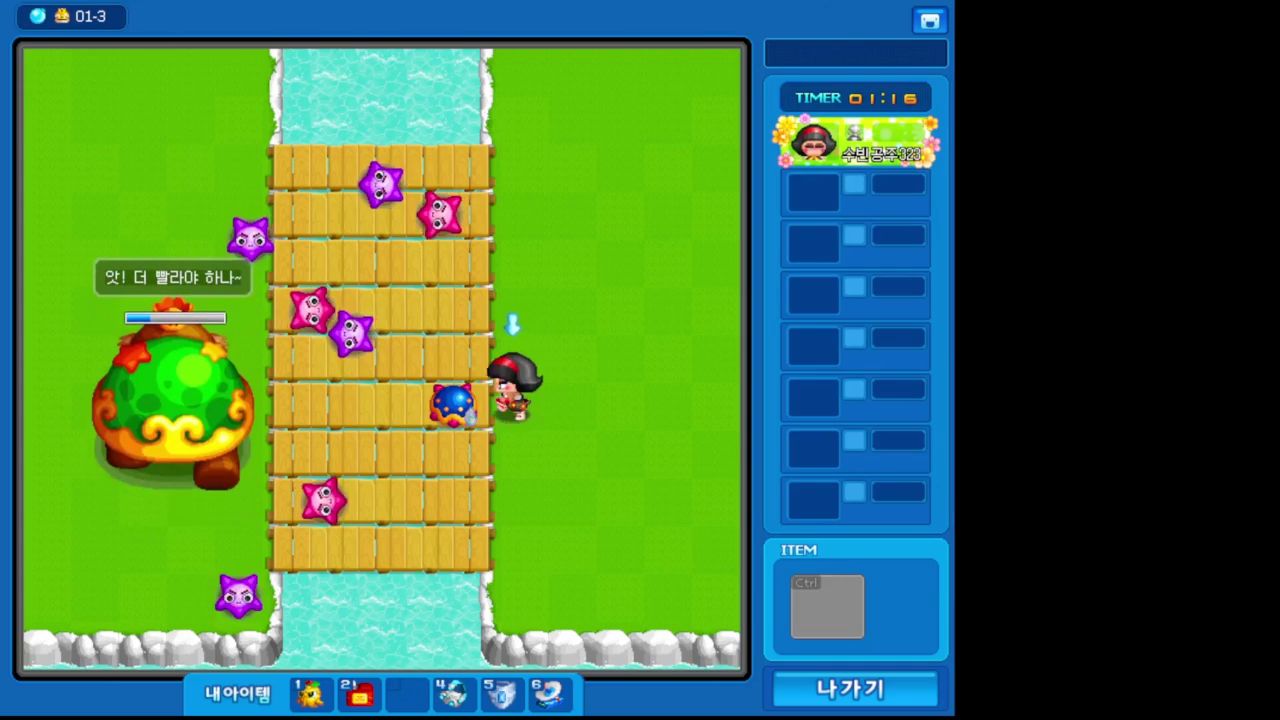 01-3
TIMER 01:16
수빈공주323
앗! 더 빨라야 하나~
ITEM
Ctrl
내아이템
1
2
4
5
6
나가기